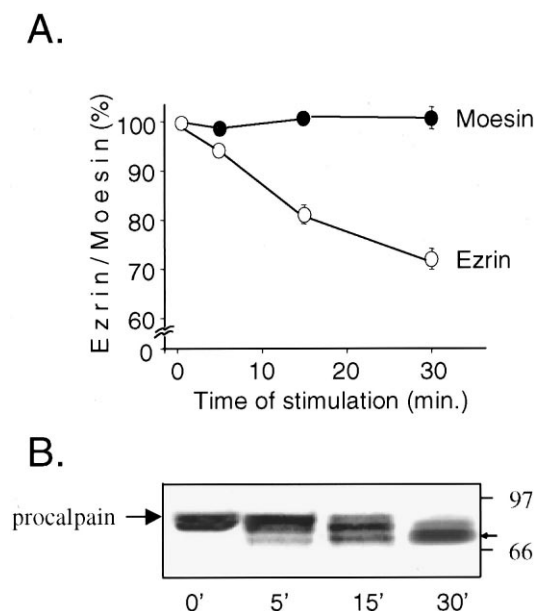 A.
Ezrin/Moesin (%)
100
90
80
70
60
0
Moesin
Ezrin
0 10 20 30
Time of stimulation (min.)
B.
procalpain
97
66
0' 5' 15' 30'